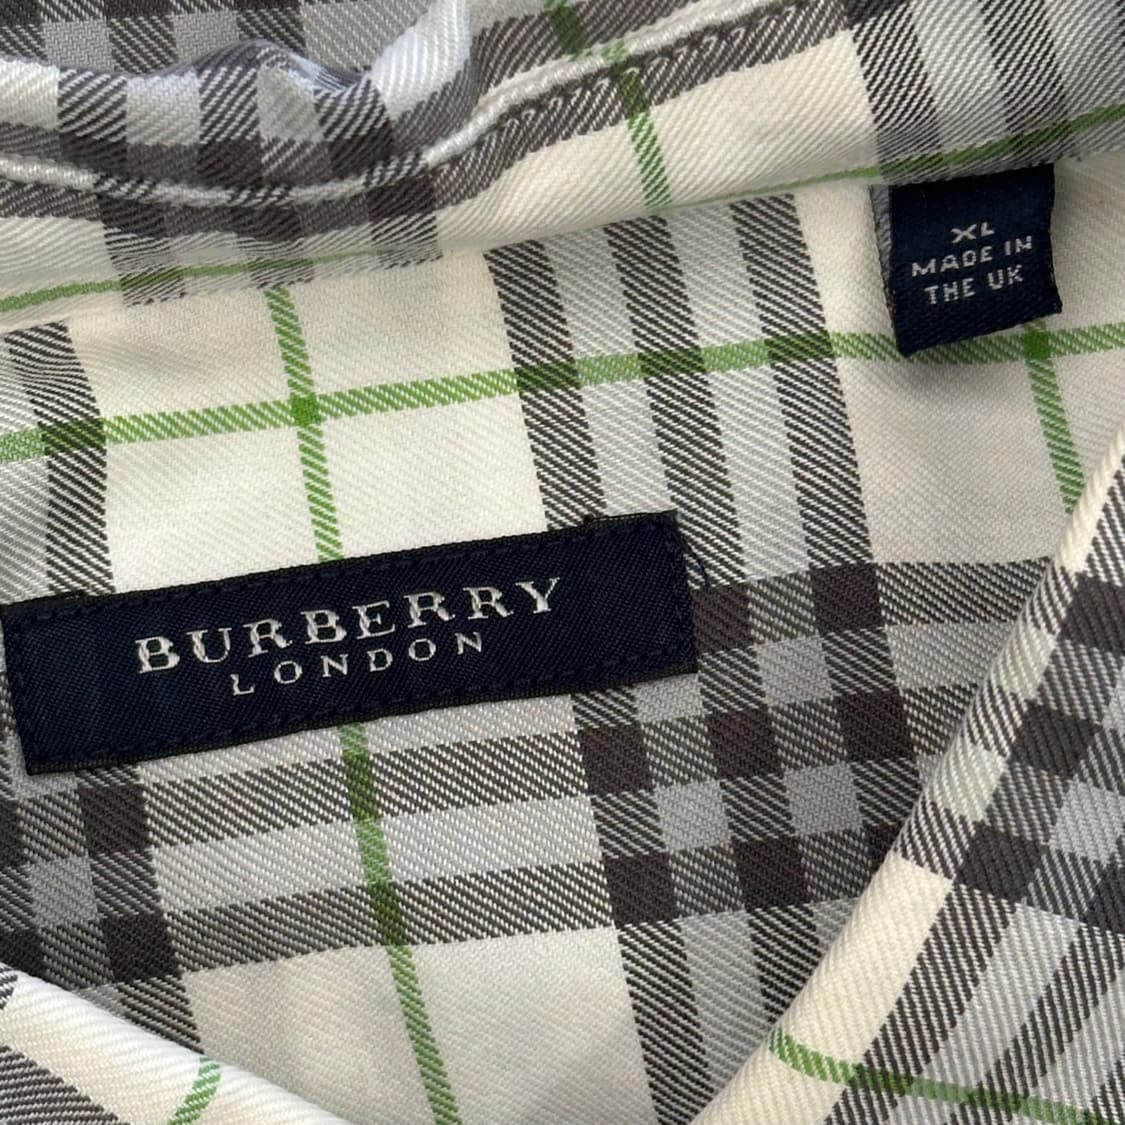 XL
MADE IN
THE UK
BURBERRY
LONDON